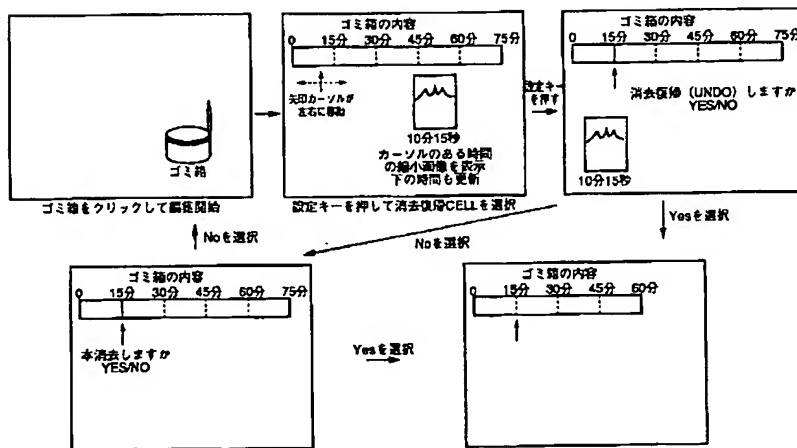 ゴミ箱
ゴミ箱をクリックして編集開始
ゴミ箱の内容
0 15分 30分 45分 60分 75分
矢印カーソルが
左右に移動
10分15秒
カーソルのある時間
の縮小画像を表示
下の時間も更新
設定キーを押して消去復帰CELLを選択
設定キー
を押す
ゴミ箱の内容
0 15分 30分 45分 60分 75分
消去復帰（UNDO）しますか
YES/NO
10分15秒
Noを選択
Noを選択
Yesを選択
ゴミ箱の内容
0 15分 30分 45分 60分 75分
本消去しますか
YES/NO
Yesを選択
ゴミ箱の内容
0 15分 30分 45分 60分